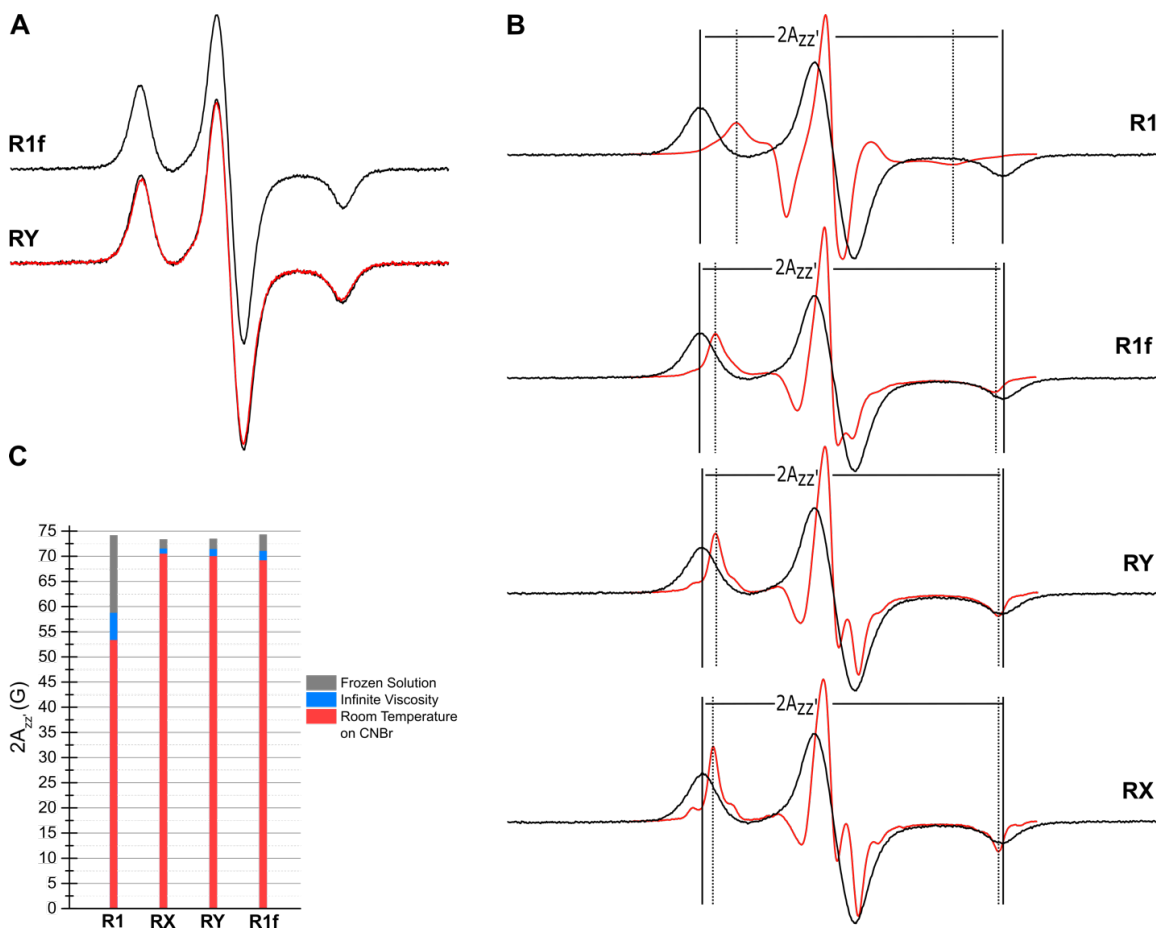 A
R1f
RY
B
2Azz'
R1
2Azz'
R1f
2Azz'
RY
2Azz'
RX
C
2Azz' (G)
75
70
65
60
55
50
45
40
35
30
25
20
15
10
5
0
R1 RX RY R1f
Frozen Solution
Infinite Viscosity
Room Temperature
on CNBr